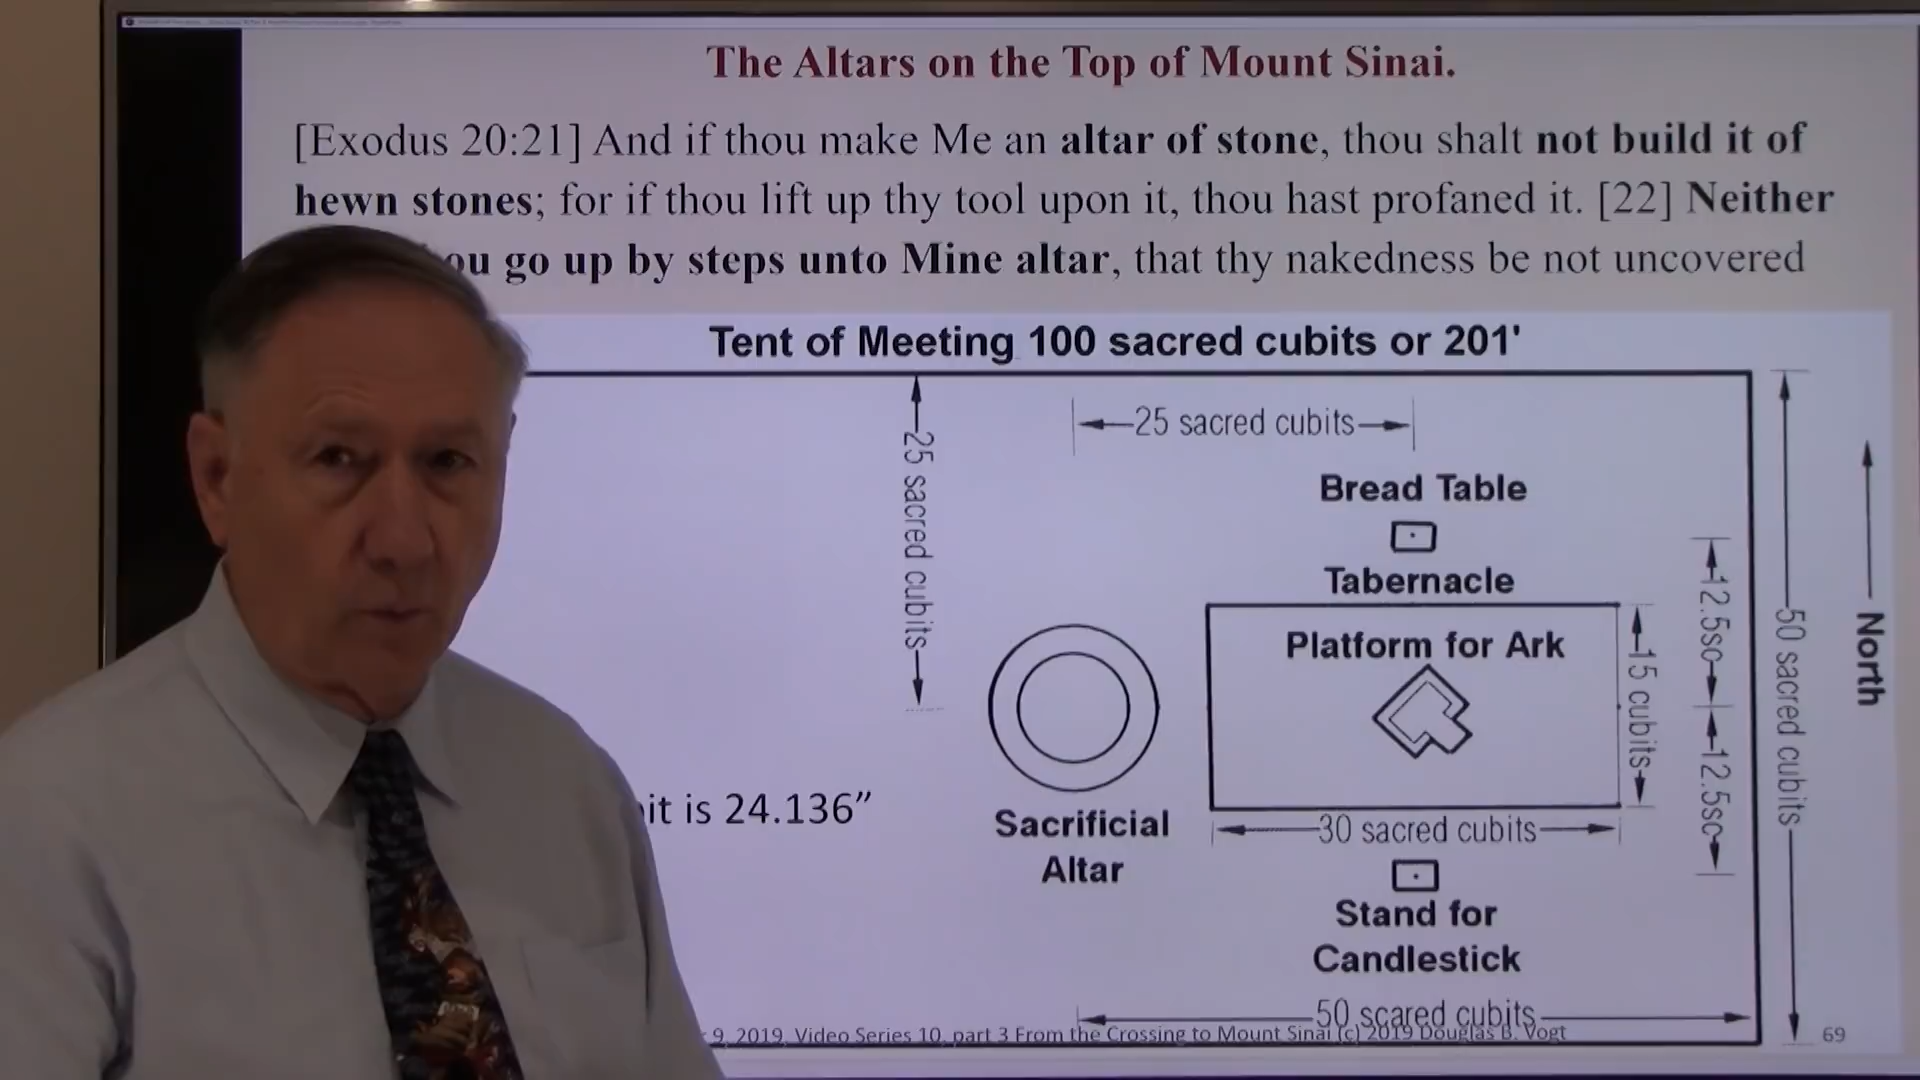 The Altars on the Top of Mount Sinai.
[Exodus 20:21] And if thou make Me an altar of stone, thou shalt not build it of
hewn stones; for if thou lift up thy tool upon it, thou hast profaned it. [22] Neither
ou go up by steps unto Mine altar, that thy nakedness be not uncovered
Tent of Meeting 100 sacred cubits or 201'
25 sacred cubits
25 sacred cubits
Bread Table
Tabernacle
Platform for Ark
15 cubits
12.5sc
12.5sc
50 sacred cubits
North
it is 24.136”
Sacrificial
Altar
30 sacred cubits
Stand for
Candlestick
50 scared cubits
9, 2019, Video Series 10, part 3 From the Crossing to Mount Sinai (c) 2019 Douglas B. Vogt
69